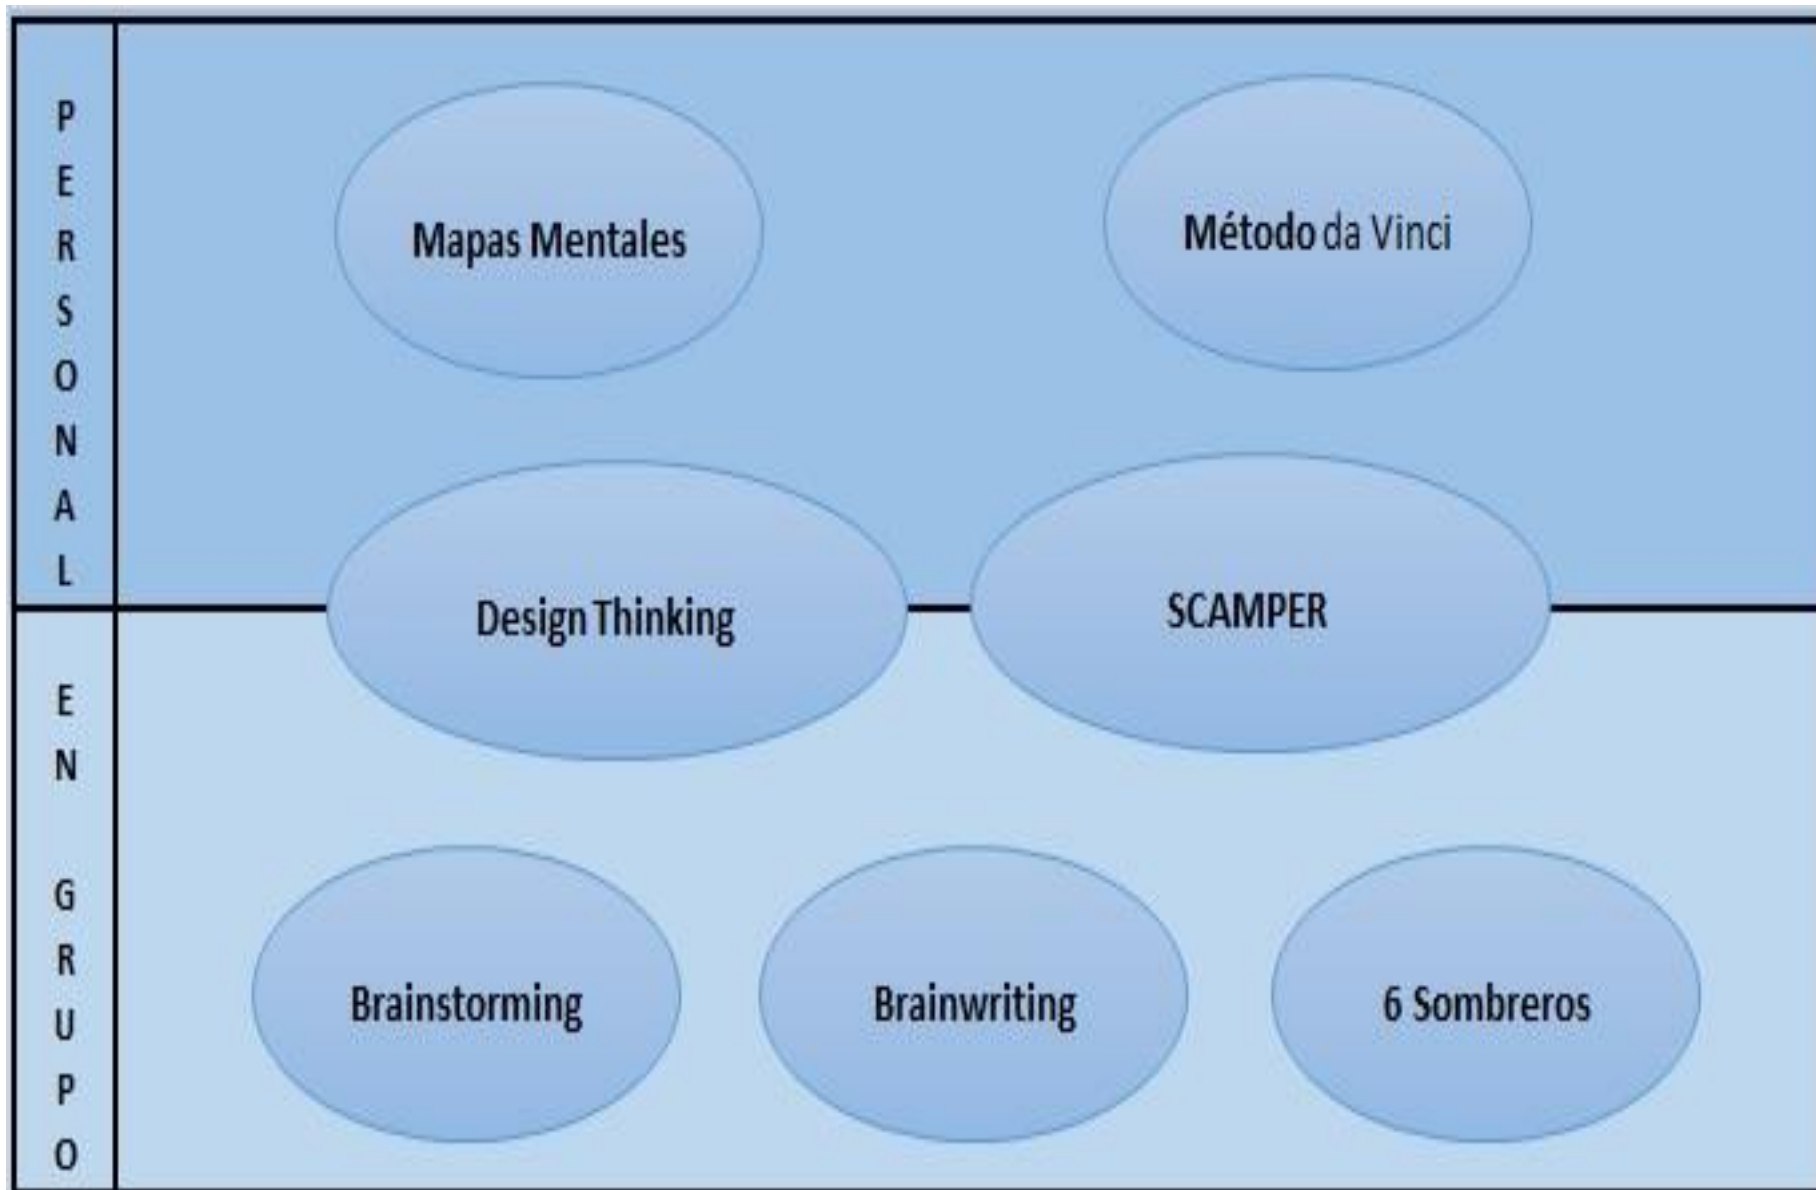 PERSONAL
Mapas Mentales
Método da Vinci
Design Thinking
SCAMPER
EN GRUPO
Brainstorming
Brainwriting
6 Sombreros